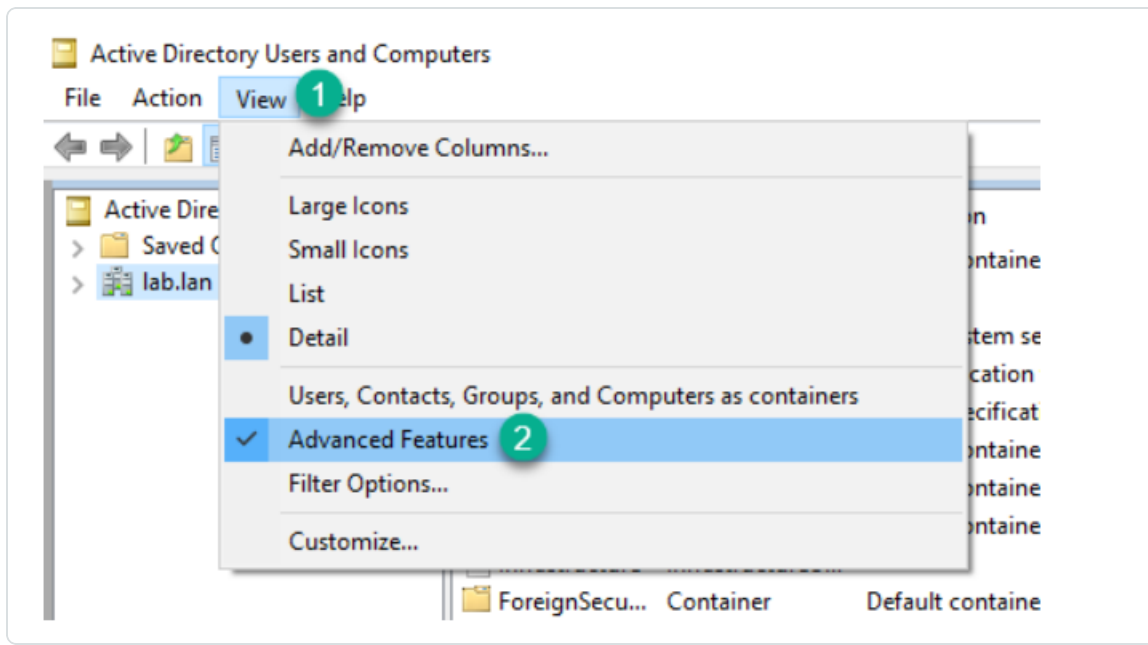 Active Directory Users and Computers
File Action View 1 elp
Add/Remove Columns...
Active Dire
Large Icons
Saved
Small Icons
lab.lan
List
Detail
Users, Contacts, Groups, and Computers as containers
Advanced Features 2
Filter Options...
Customize...
ForeignSecu... Container Default containe